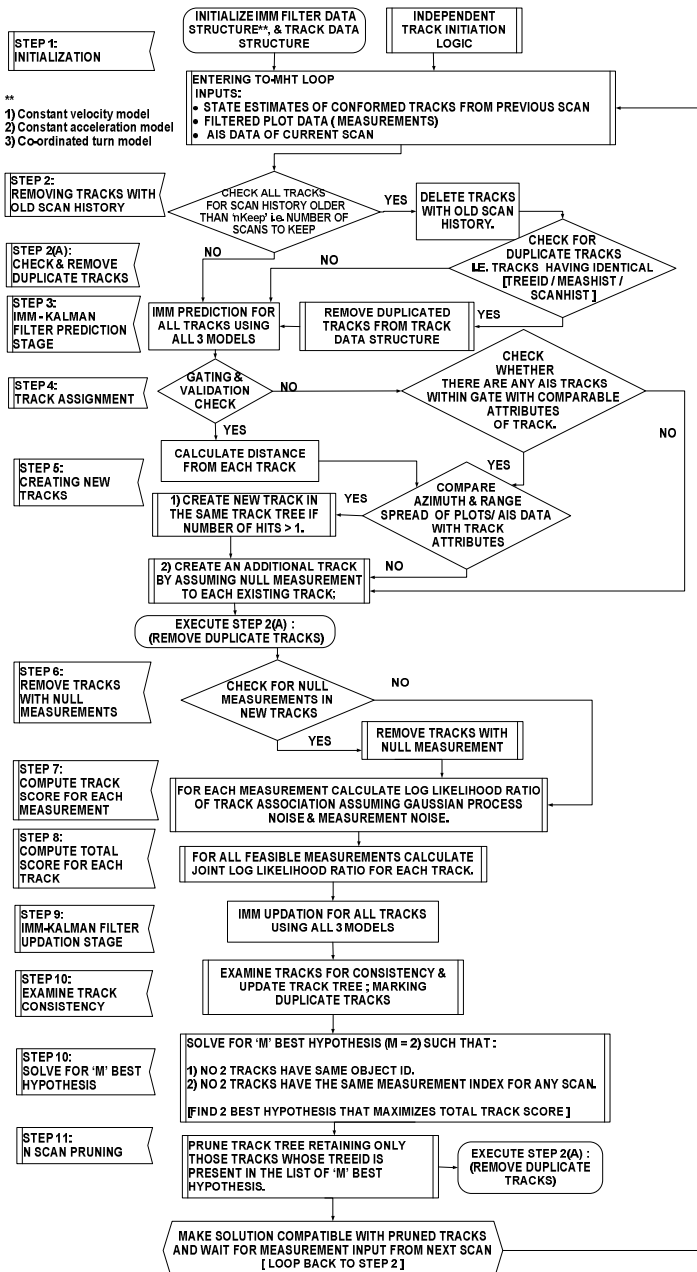 INITIALIZE IMM FILTER DATA
STRUCTURE**, & TRACK DATA
STRUCTURE
INDEPENDENT
TRACK INITIATION
LOGIC
STEP 1:
INITIALIZATION
ENTERING TO-MHT LOOP
INPUTS:
• STATE ESTIMATES OF CONFORMED TRACKS FROM PREVIOUS SCAN
• FILTERED PLOT DATA ( MEASUREMENTS)
• AIS DATA OF CURRENT SCAN
**
1) Constant velocity model
2) Constant acceleration model
3) Co-ordinated turn model
STEP 2:
REMOVING TRACKS WITH
OLD SCAN HISTORY
CHECK ALL TRACKS
FOR SCAN HISTORY OLDER
THAN 'nKeep' i.e. NUMBER OF
SCANS TO KEEP
YES
DELETE TRACKS
WITH OLD SCAN
HISTORY.
NO
STEP 2(A):
CHECK & REMOVE
DUPLICATE TRACKS
CHECK FOR
DUPLICATE TRACKS
I.E. TRACKS HAVING IDENTICAL
[TREEID / MEASHIST /
SCANHIST ]
NO
YES
STEP 3:
IMM - KALMAN
FILTER PREDICTION
STAGE
IMM PREDICTION FOR
ALL TRACKS USING
ALL 3 MODELS
REMOVE DUPLICATED
TRACKS FROM TRACK
DATA STRUCTURE
STEP 4:
TRACK ASSIGNMENT
GATING &
VALIDATION
CHECK
NO
CHECK
WHETHER
THERE ARE ANY AIS TRACKS
WITHIN GATE WITH COMPARABLE
ATTRIBUTES
OF TRACK.
NO
YES
CALCULATE DISTANCE
FROM EACH TRACK
YES
STEP 5:
CREATING NEW
TRACKS
COMPARE
AZIMUTH & RANGE
SPREAD OF PLOTS/ AIS DATA
WITH TRACK
ATTRIBUTES
YES
1) CREATE NEW TRACK IN
THE SAME TRACK TREE IF
NUMBER OF HITS > 1.
NO
2) CREATE AN ADDITIONAL TRACK
BY ASSUMING NULL MEASUREMENT
TO EACH EXISTING TRACK;
EXECUTE STEP 2(A) :
(REMOVE DUPLICATE TRACKS)
STEP 6:
REMOVE TRACKS
WITH NULL
MEASUREMENTS
CHECK FOR NULL
MEASUREMENTS IN
NEW TRACKS
NO
YES
REMOVE TRACKS WITH
NULL MEASUREMENT
STEP 7:
COMPUTE TRACK
SCORE FOR EACH
MEASUREMENT
FOR EACH MEASUREMENT CALCULATE LOG LIKELIHOOD RATIO
OF TRACK ASSOCIATION ASSUMING GAUSSIAN PROCESS
NOISE & MEASUREMENT NOISE.
STEP 8:
COMPUTE TOTAL
SCORE FOR EACH
TRACK
FOR ALL FEASIBLE MEASUREMENTS CALCULATE
JOINT LOG LIKELIHOOD RATIO FOR EACH TRACK.
STEP 9:
IMM-KALMAN FILTER
UPDATION STAGE
IMM UPDATION FOR ALL TRACKS
USING ALL 3 MODELS
STEP 10:
EXAMINE TRACK
CONSISTENCY
EXAMINE TRACKS FOR CONSISTENCY &
UPDATE TRACK TREE ; MARKING
DUPLICATE TRACKS
STEP 10:
SOLVE FOR 'M' BEST
HYPOTHESIS
SOLVE FOR 'M' BEST HYPOTHESIS (M = 2) SUCH THAT :
1) NO 2 TRACKS HAVE SAME OBJECT ID.
2) NO 2 TRACKS HAVE THE SAME MEASUREMENT INDEX FOR ANY SCAN.
[FIND 2 BEST HYPOTHESIS THAT MAXIMIZES TOTAL TRACK SCORE ]
STEP 11:
N SCAN PRUNING
PRUNE TRACK TREE RETAINING ONLY
THOSE TRACKS WHOSE TREEID IS
PRESENT IN THE LIST OF 'M' BEST
HYPOTHESIS.
EXECUTE STEP 2(A) :
(REMOVE DUPLICATE
TRACKS)
MAKE SOLUTION COMPATIBLE WITH PRUNED TRACKS
AND WAIT FOR MEASUREMENT INPUT FROM NEXT SCAN
[ LOOP BACK TO STEP 2 ]